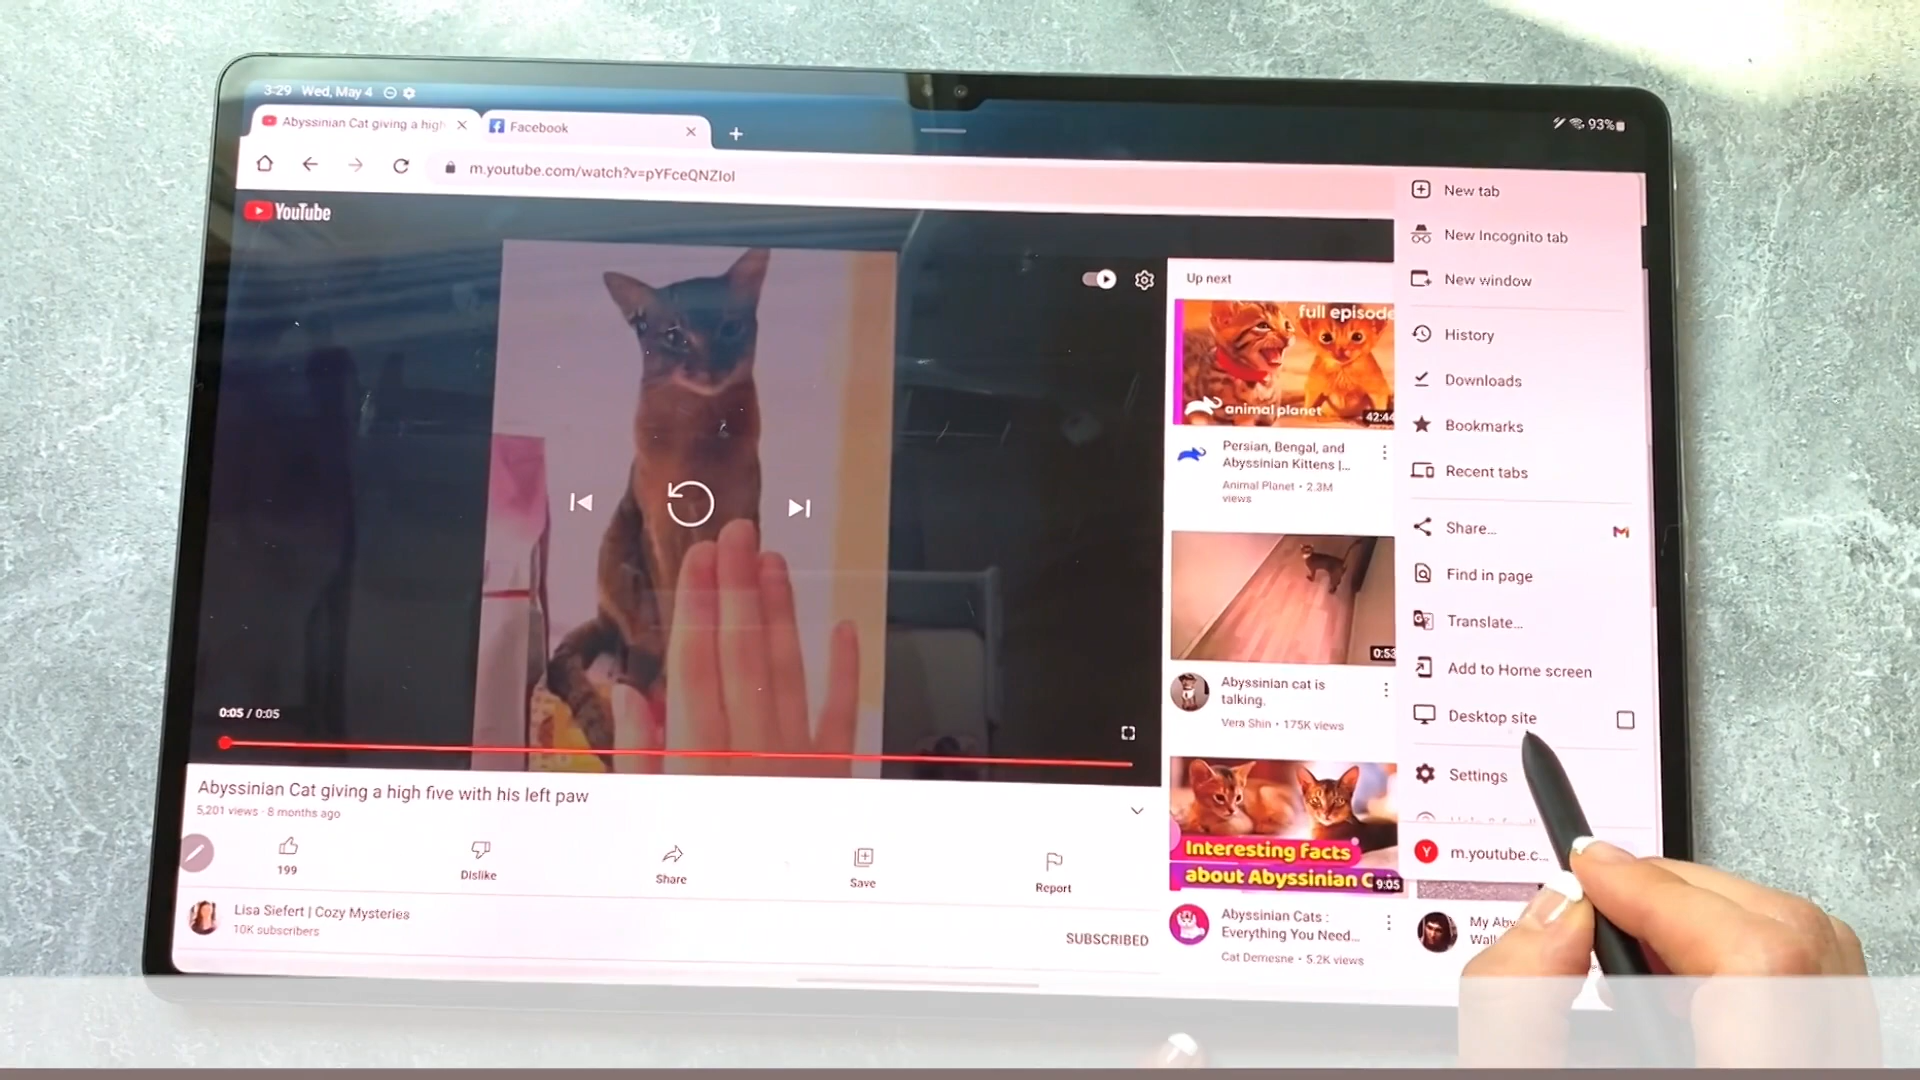 3:29 Wed, May 4
93%
Abyssinian Cat giving a high
Facebook
m.youtube.com/watch?v=pYFceQNZIoI
YouTube
0:05 / 0:05
Abyssinian Cat giving a high five with his left paw
5,201 views · 8 months ago
199
Dislike
Share
Save
Report
Lisa Siefert | Cozy Mysteries
10K subscribers
SUBSCRIBED
Up next
full episode
animal planet
42:44
Persian, Bengal, and
Abyssinian Kittens |...
Animal Planet • 2.3M
views
0:53
Abyssinian cat is
talking.
Vera Shin • 175K views
Interesting facts
about Abyssinian C
9:05
Abyssinian Cats :
Everything You Need...
Cat Demesne • 5.2K views
My Aby
Wall
New tab
New Incognito tab
New window
History
Downloads
Bookmarks
Recent tabs
Share...
Find in page
Translate...
Add to Home screen
Desktop site
Settings
Y
m.youtube.c...